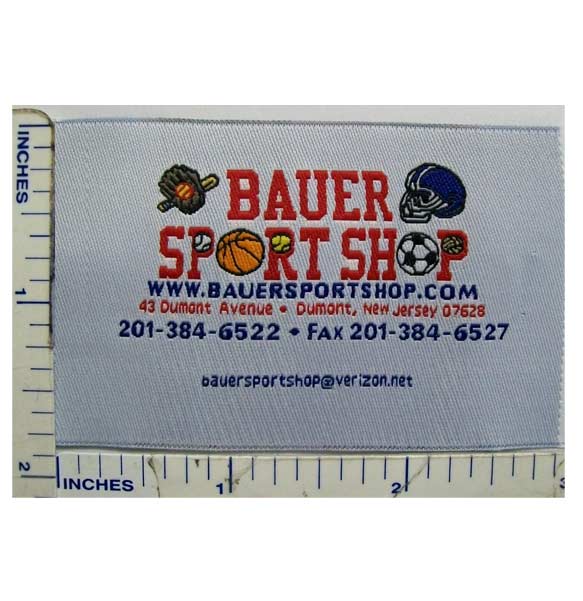 BAUER
SPORT SHOP
WWW.BAUERSPORTSHOP.COM
43 Dumont Avenue • Dumont, New Jersey 07628
201-384-6522 • FAX 201-384-6527
bauersportshop@verizon.net
INCHES
1
2
INCHES
1
2
3